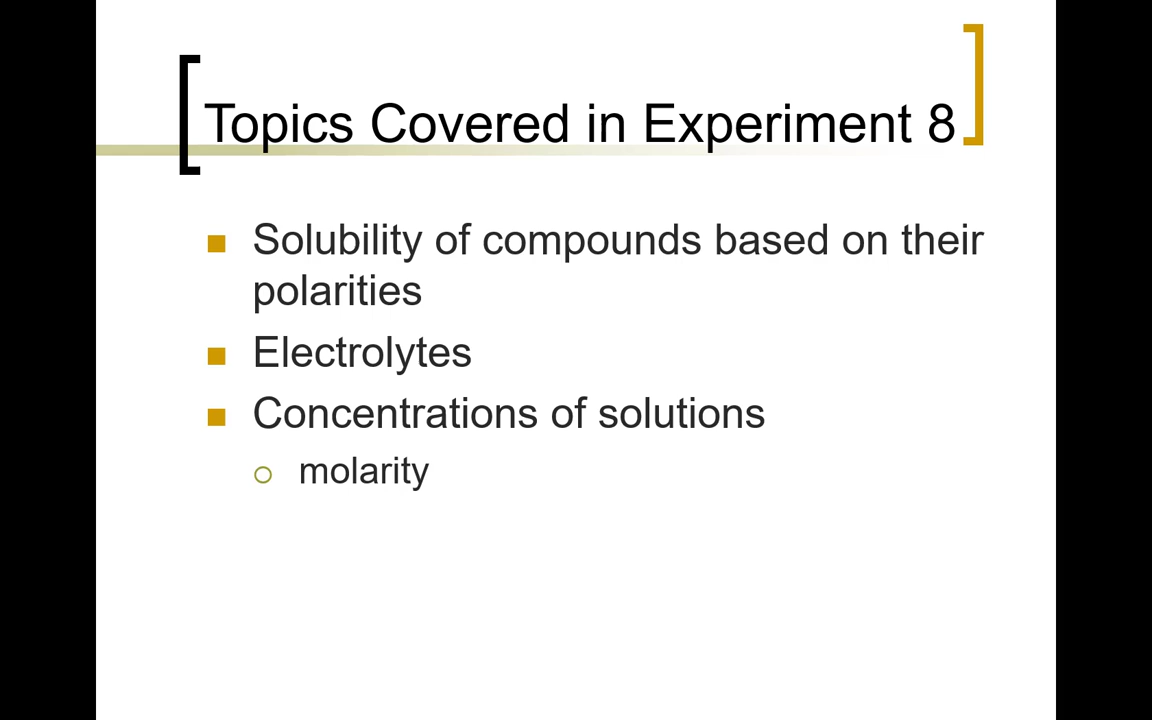 Topics Covered in Experiment 8
Solubility of compounds based on their
polarities
Electrolytes
Concentrations of solutions
molarity